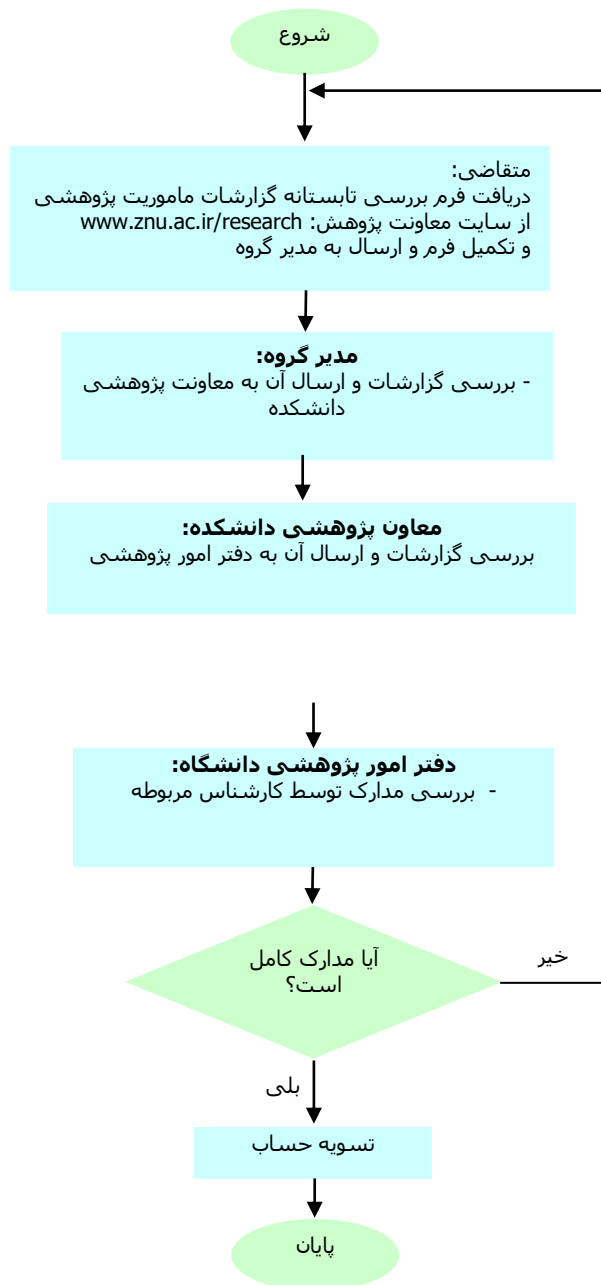 شروع
متقاضی:
دریافت فرم بررسی تابستانه گزارشات ماموریت پژوهشی
از سایت معاونت پژوهش: www.znu.ac.ir/research
و تکمیل فرم و ارسال به مدیر گروه
مدیر گروه:
- بررسی گزارشات و ارسال آن به معاونت پژوهشی
دانشکده
معاون پژوهشی دانشکده:
بررسی گزارشات و ارسال آن به دفتر امور پژوهشی
دفتر امور پژوهشی دانشگاه:
- بررسی مدارک توسط کارشناس مربوطه
آیا مدارک کامل
است؟
خیر
بلی
تسویه حساب
پایان